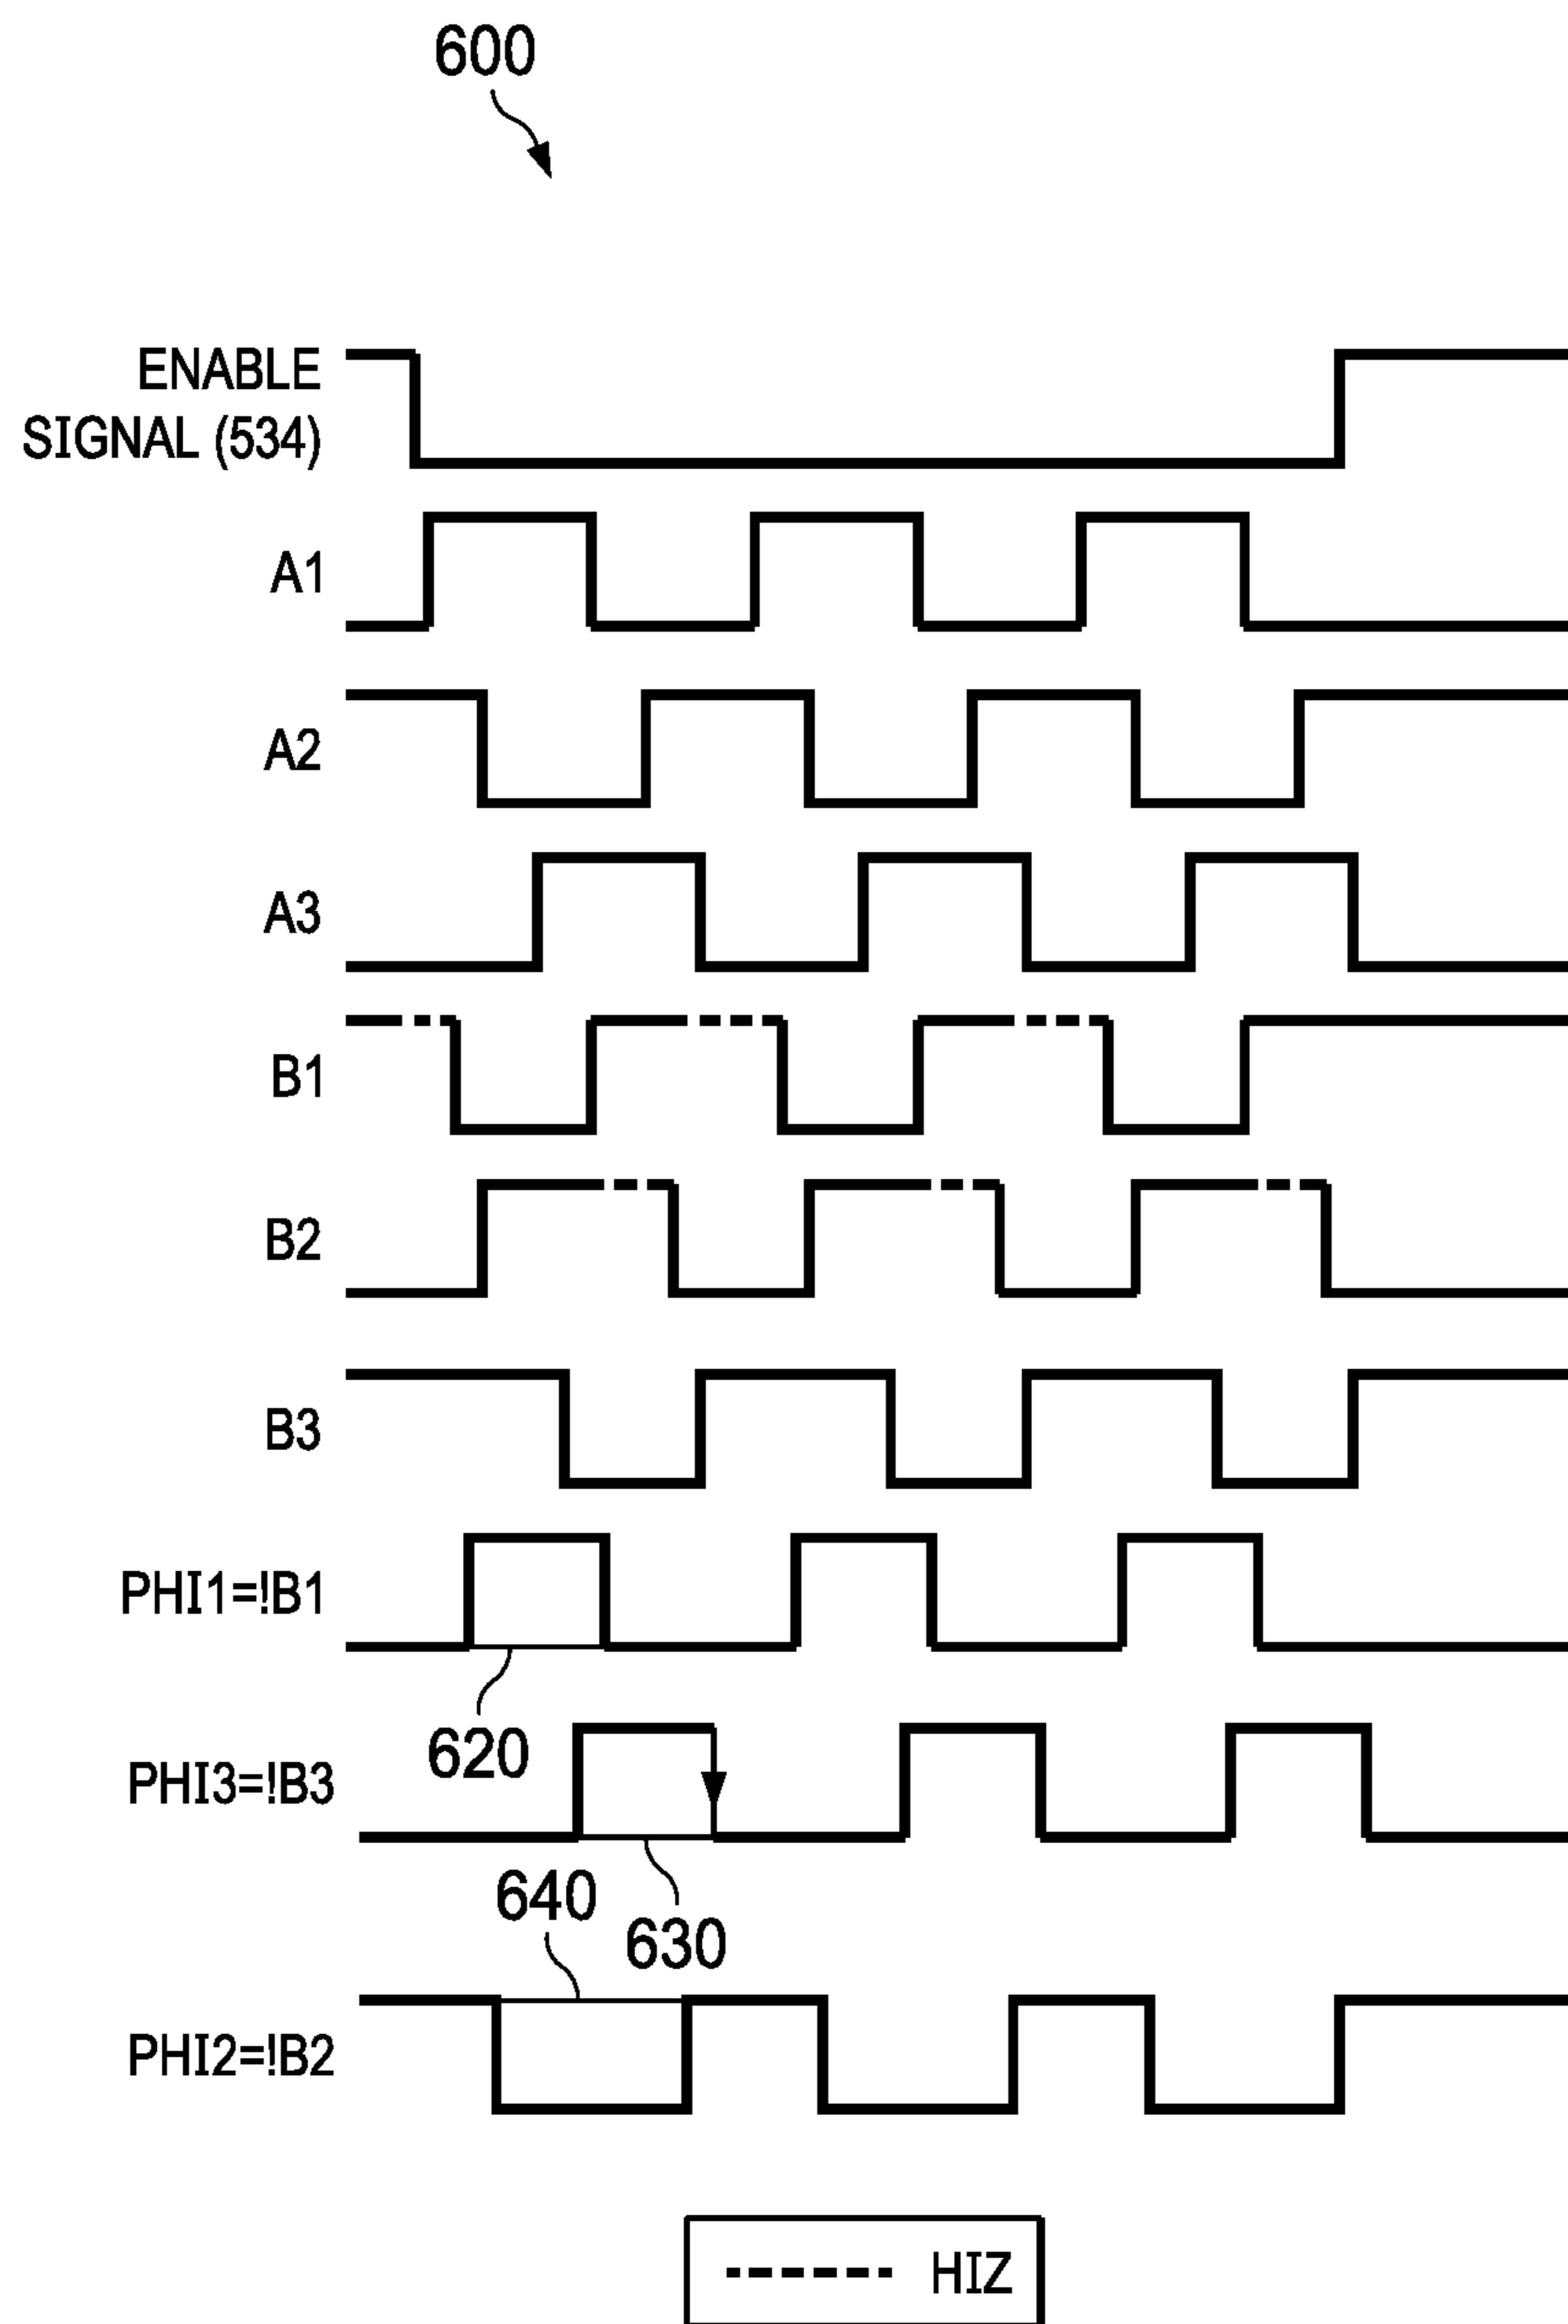 600
ENABLE
SIGNAL (534)
A1
A2
A3
B1
B2
B3
PHI1=!B1
620
PHI3=!B3
640
630
PHI2=!B2
HIZ